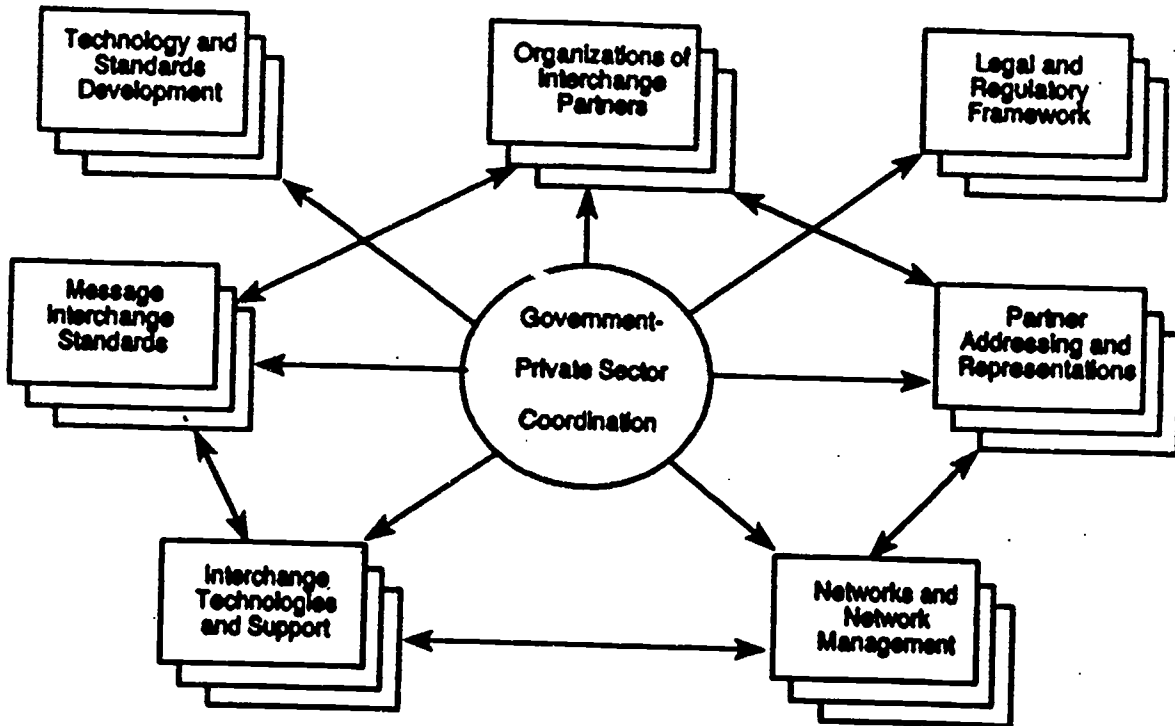 Technology and
Standards
Development
Organizations of
Interchange
Partners
Legal and
Regulatory
Framework
Message
Interchange
Standards
Government-
Private Sector
Coordination
Partner
Addressing and
Representations
Interchange
Technologies
and Support
Networks and
Network
Management